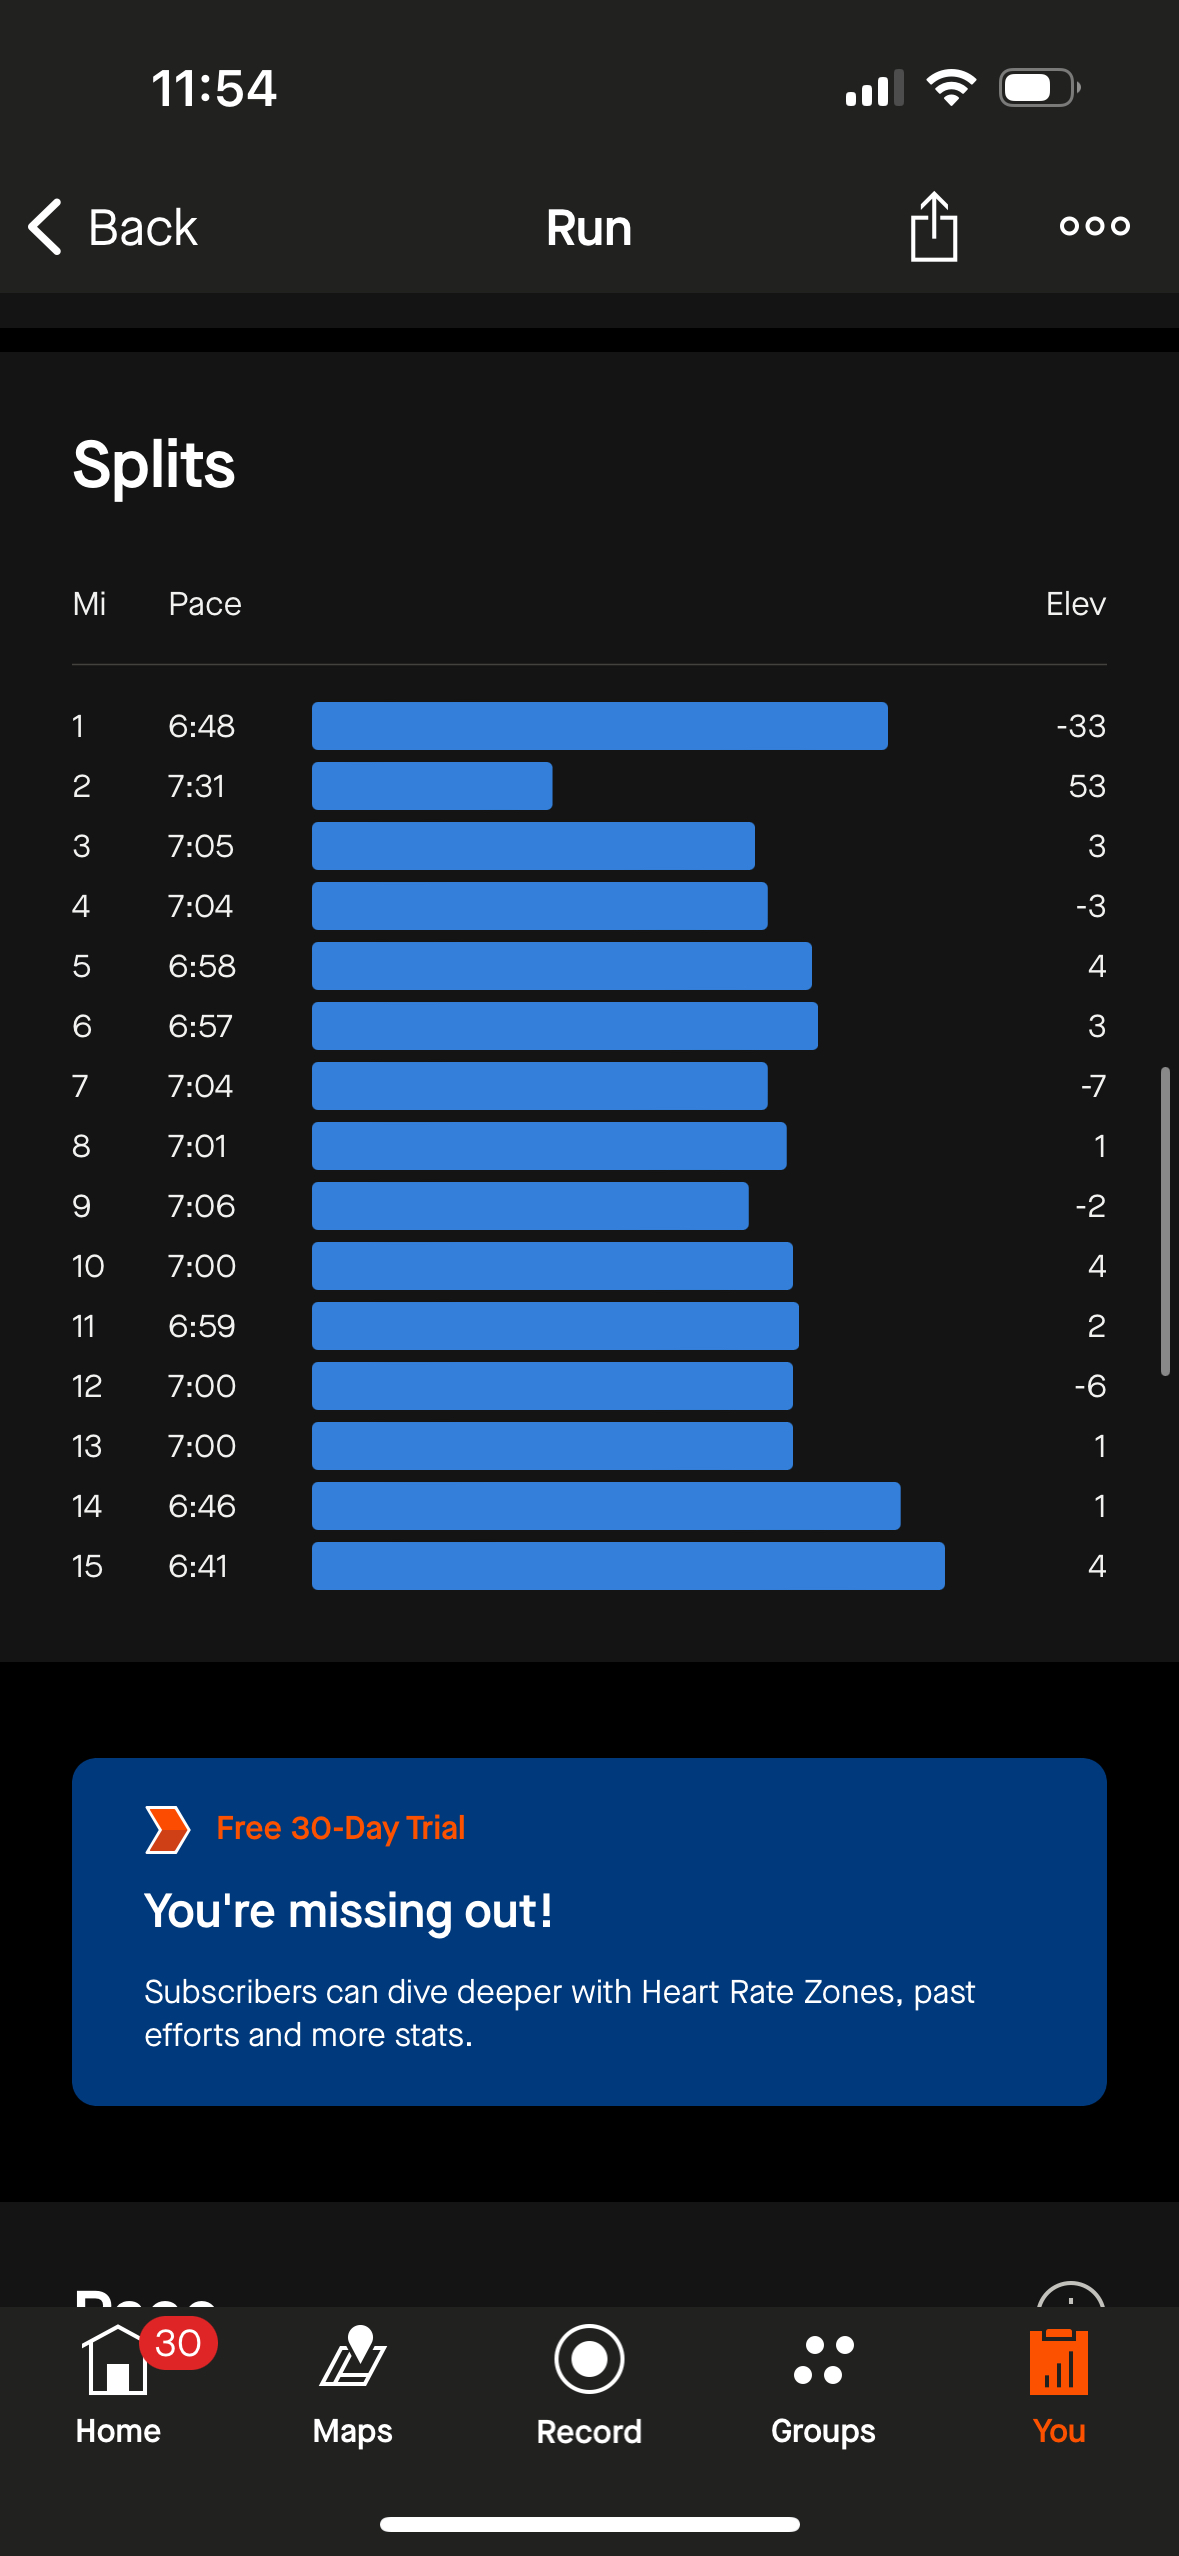 11:54
Back Run
Splits
Mi Pace Elev
1 6:48 -33
2 7:31 53
3 7:05 3
4 7:04 -3
5 6:58 4
6 6:57 3
7 7:04 -7
8 7:01 1
9 7:06 -2
10 7:00 4
11 6:59 2
12 7:00 -6
13 7:00 1
14 6:46 1
15 6:41 4
Free 30-Day Trial
You're missing out!
Subscribers can dive deeper with Heart Rate Zones, past
efforts and more stats.
Pace
30
Home Maps Record Groups You